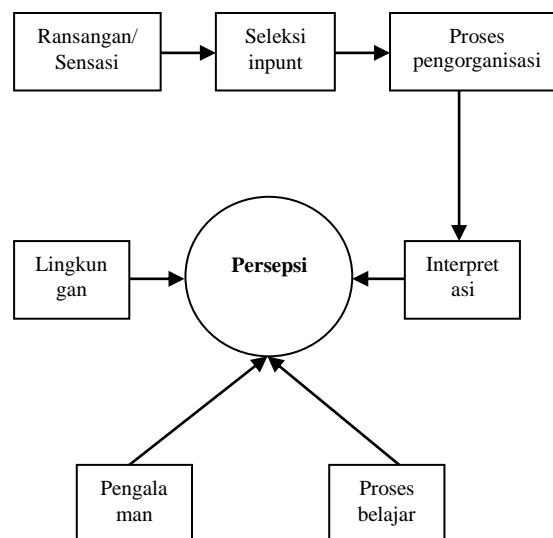 Ransangan/
Sensasi
Seleksi
inpunt
Proses
pengorganisasi
Lingkun
gan
Persepsi
Interpret
asi
Pengala
man
Proses
belajar